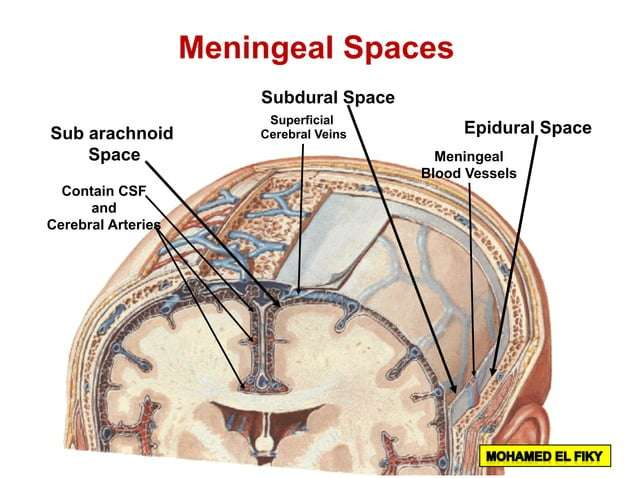 Meningeal Spaces
Subdural Space
Superficial
Cerebral Veins
Sub arachnoid
Space
Epidural Space
Meningeal
Blood Vessels
Contain CSF
and
Cerebral Arteries
MOHAMED EL FIKY